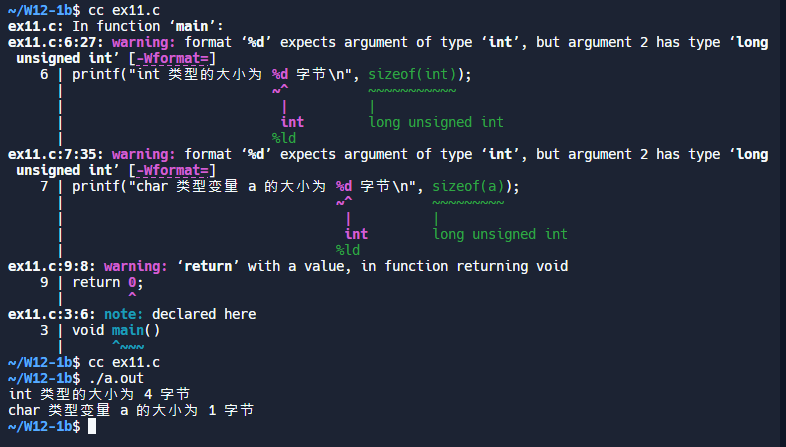 ~/W12-1b$ cc ex11.c
ex11.c: In function ‘main’:
ex11.c:6:27: warning: format ‘%d’ expects argument of type ‘int’, but argument 2 has type ‘long
 unsigned int’ [-Wformat=]
    6 | printf("int 类型的大小为 %d 字节\n", sizeof(int));
      |                          ~^          ~~~~~~~~~~~
      |                           |          |
      |                           int        long unsigned int
      |                          %ld
ex11.c:7:35: warning: format ‘%d’ expects argument of type ‘int’, but argument 2 has type ‘long
 unsigned int’ [-Wformat=]
    7 | printf("char 类型变量 a 的大小为 %d 字节\n", sizeof(a));
      |                                  ~^          ~~~~~~~~~
      |                                   |          |
      |                                   int        long unsigned int
      |                                  %ld
ex11.c:9:8: warning: ‘return’ with a value, in function returning void
    9 | return 0;
      |        ^
ex11.c:3:6: note: declared here
    3 | void main()
      |      ^~~~
~/W12-1b$ cc ex11.c
~/W12-1b$ ./a.out
int 类型的大小为 4 字节
char 类型变量 a 的大小为 1 字节
~/W12-1b$